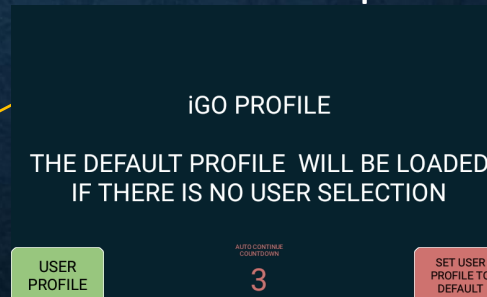 iGO PROFILE
THE DEFAULT PROFILE WILL BE LOADED
IF THERE IS NO USER SELECTION
AUTO CONTINUE
COUNTDOWN
3
USER
PROFILE
SET USER
PROFILE TO
DEFAULT